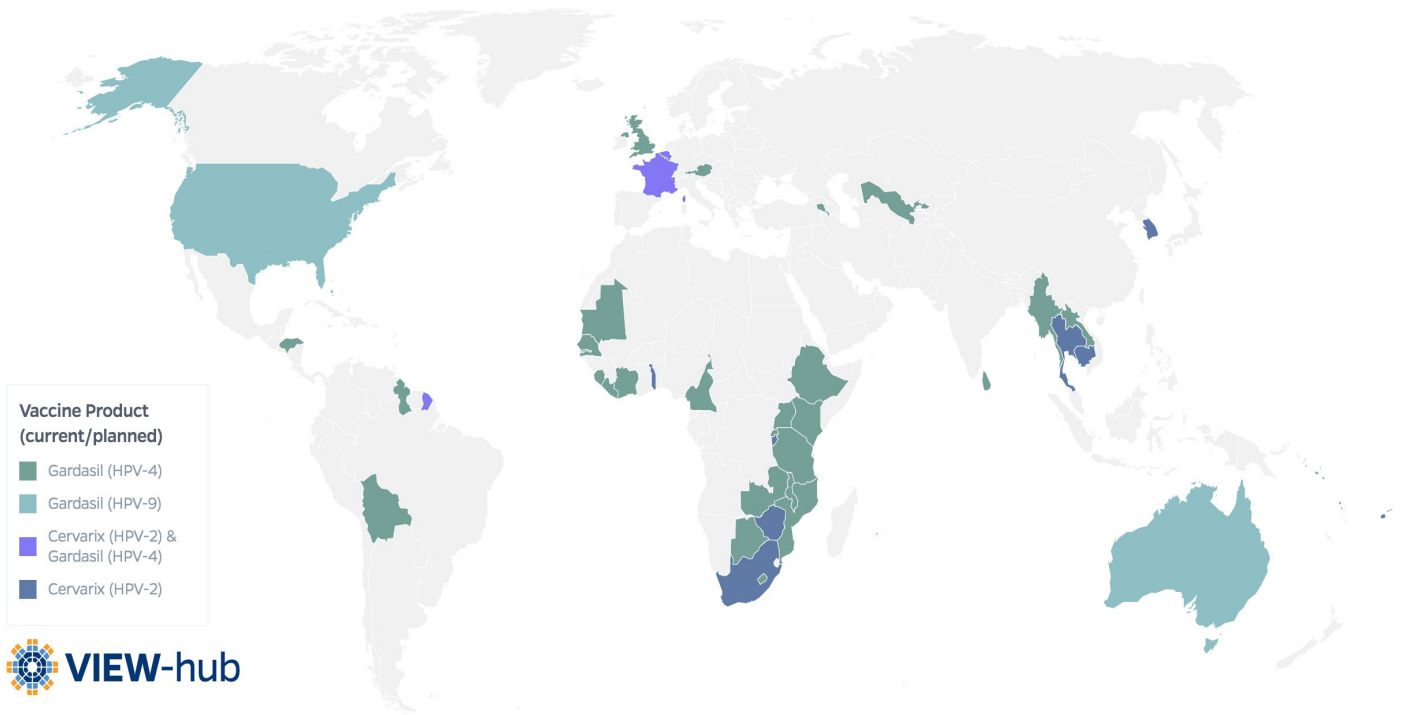 Vaccine Product
(current/planned)
Gardasil (HPV-4)
Gardasil (HPV-9)
Cervarix (HPV-2) &
Gardasil (HPV-4)
Cervarix (HPV-2)
VIEW-hub